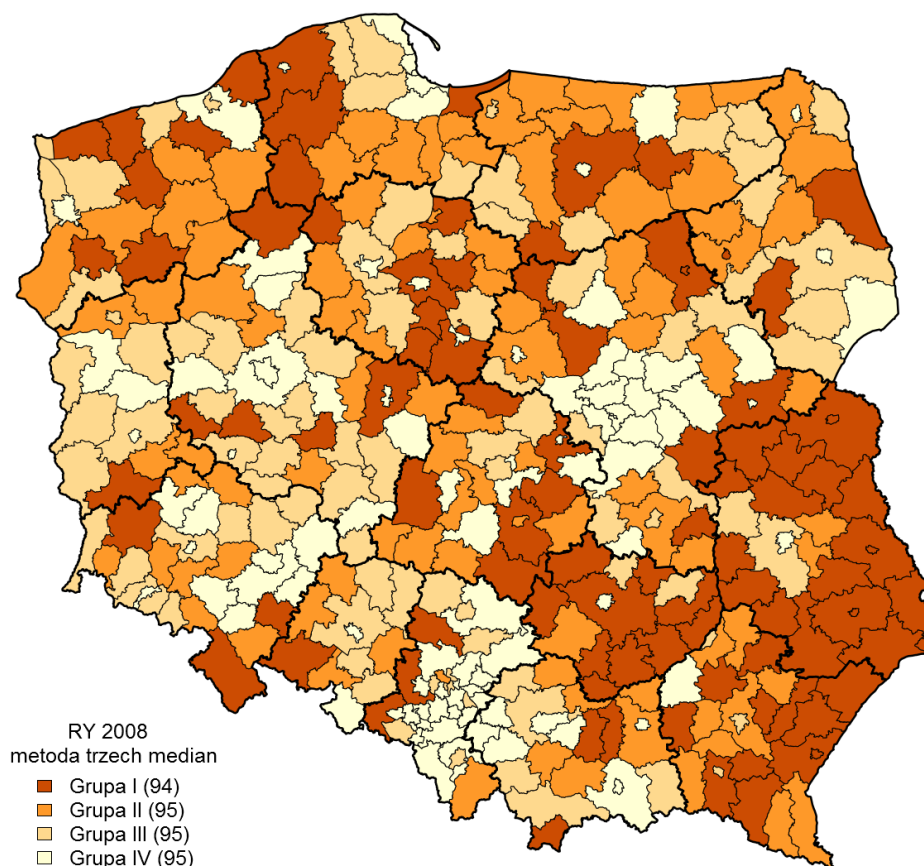 RY 2008
metoda trzech median
Grupa I (94)
Grupa II (95)
Grupa III (95)
Grupa IV (95)